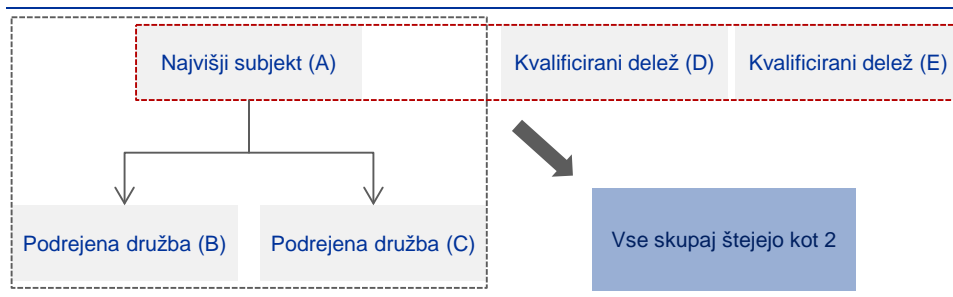 Najvišji subjekt (A)
Kvalificirani delež (D)
Kvalificirani delež (E)
Podrejena družba (B)
Podrejena družba (C)
Vse skupaj štejejo kot 2